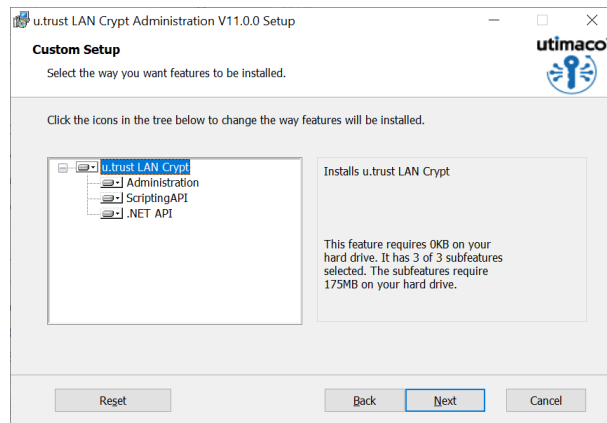 u.trust LAN Crypt Administration V11.0.0 Setup
Custom Setup
Select the way you want features to be installed.
utimaco
Click the icons in the tree below to change the way features will be installed.
u.trust LAN Crypt
Administration
ScriptingAPI
.NET API
Installs u.trust LAN Crypt
This feature requires 0KB on your
hard drive. It has 3 of 3 subfeatures
selected. The subfeatures require
175MB on your hard drive.
Reset
Back
Next
Cancel